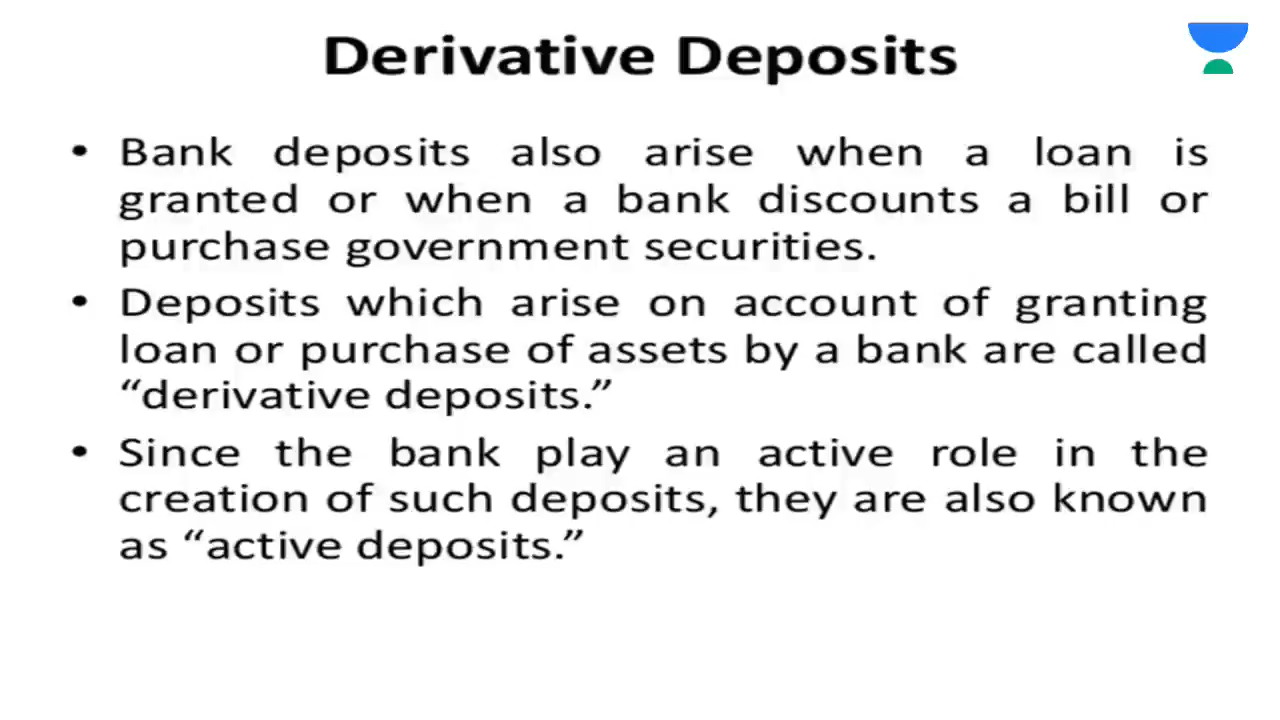 Derivative Deposits
• Bank deposits also arise when a loan is
granted or when a bank discounts a bill or
purchase government securities.
• Deposits which arise on account of granting
loan or purchase of assets by a bank are called
“derivative deposits.”
• Since the bank play an active role in the
creation of such deposits, they are also known
as “active deposits.”